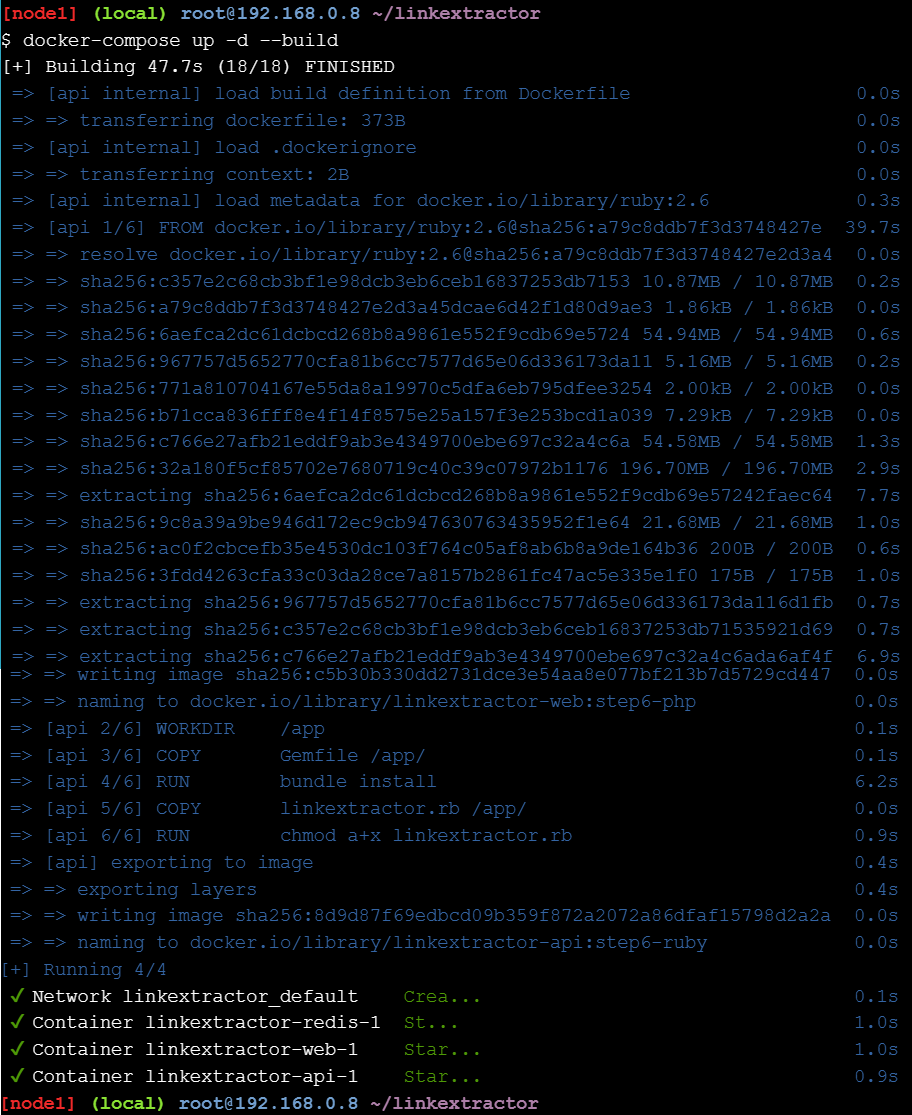 [node1] (local) root@192.168.0.8 ~/linkextractor
$ docker-compose up -d --build
[+] Building 47.7s (18/18) FINISHED
=> [api internal] load build definition from Dockerfile 0.0s
=> => transferring dockerfile: 373B 0.0s
=> [api internal] load .dockerignore 0.0s
=> => transferring context: 2B 0.0s
=> [api internal] load metadata for docker.io/library/ruby:2.6 0.3s
=> [api 1/6] FROM docker.io/library/ruby:2.6@sha256:a79c8ddb7f3d3748427e 39.7s
=> => resolve docker.io/library/ruby:2.6@sha256:a79c8ddb7f3d3748427e2d3a4 0.0s
=> => sha256:c357e2c68cb3bf1e98dcb3eb6ceb16837253db7153 10.87MB / 10.87MB 0.2s
=> => sha256:a79c8ddb7f3d3748427e2d3a45dcae6d42f1d80d9ae3 1.86kB / 1.86kB 0.0s
=> => sha256:6aefca2dc61dcbcd268b8a9861e552f9cdb69e5724 54.94MB / 54.94MB 0.6s
=> => sha256:967757d5652770cfa81b6cc7577d65e06d336173da11 5.16MB / 5.16MB 0.2s
=> => sha256:771a810704167e55da8a19970c5dfa6eb795dfee3254 2.00kB / 2.00kB 0.0s
=> => sha256:b71cca836fff8e4f14f8575e25a157f3e253bcd1a039 7.29kB / 7.29kB 0.0s
=> => sha256:c766e27afb21eddf9ab3e4349700ebe697c32a4c6a 54.58MB / 54.58MB 1.3s
=> => sha256:32a180f5cf85702e7680719c40c39c07972b1176 196.70MB / 196.70MB 2.9s
=> => extracting sha256:6aefca2dc61dcbcd268b8a9861e552f9cdb69e57242faec64 7.7s
=> => sha256:9c8a39a9be946d172ec9cb947630763435952f1e64 21.68MB / 21.68MB 1.0s
=> => sha256:ac0f2cbcefb35e4530dc103f764c05af8ab6b8a9de164b36 200B / 200B 0.6s
=> => sha256:3fdd4263cfa33c03da28ce7a8157b2861fc47ac5e335e1f0 175B / 175B 1.0s
=> => extracting sha256:967757d5652770cfa81b6cc7577d65e06d336173da116d1fb 0.7s
=> => extracting sha256:c357e2c68cb3bf1e98dcb3eb6ceb16837253db71535921d69 0.7s
=> => extracting sha256:c766e27afb21eddf9ab3e4349700ebe697c32a4c6ada6af4f 6.9s
=> => writing image sha256:c5b30b330dd2731dce3e54aa8e077bf213b7d5729cd447 0.0s
=> => naming to docker.io/library/linkextractor-web:step6-php 0.0s
=> [api 2/6] WORKDIR /app 0.1s
=> [api 3/6] COPY Gemfile /app/ 0.1s
=> [api 4/6] RUN bundle install 6.2s
=> [api 5/6] COPY linkextractor.rb /app/ 0.0s
=> [api 6/6] RUN chmod a+x linkextractor.rb 0.9s
=> [api] exporting to image 0.4s
=> => exporting layers 0.4s
=> => writing image sha256:8d9d87f69edbcd09b359f872a2072a86dfaf15798d2a2a 0.0s
=> => naming to docker.io/library/linkextractor-api:step6-ruby 0.0s
[+] Running 4/4
✓ Network linkextractor_default Crea... 0.1s
✓ Container linkextractor-redis-1 St... 1.0s
✓ Container linkextractor-web-1 Star... 1.0s
✓ Container linkextractor-api-1 Star... 0.9s
[node1] (local) root@192.168.0.8 ~/linkextractor